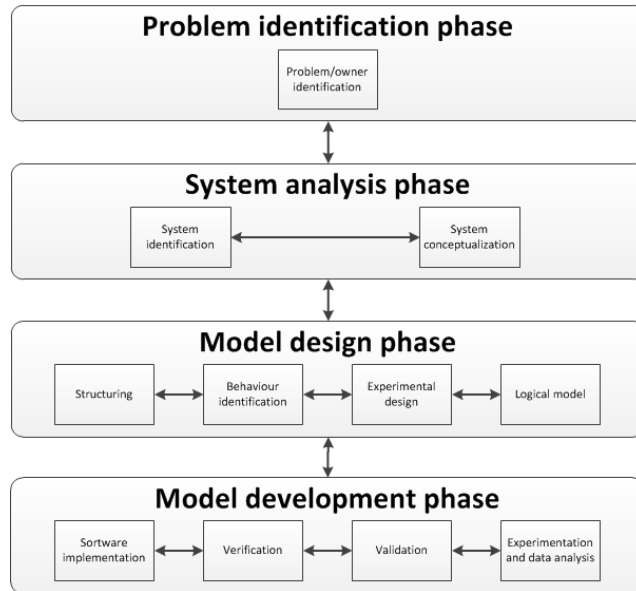 Problem identification phase
Problem/owner
identification
System analysis phase
System
identification
System
conceptualization
Model design phase
Structuring
Behaviour
identification
Experimental
design
Logical model
Model development phase
Sortware
implementation
Verification
Validation
Experimentation
and data analysis